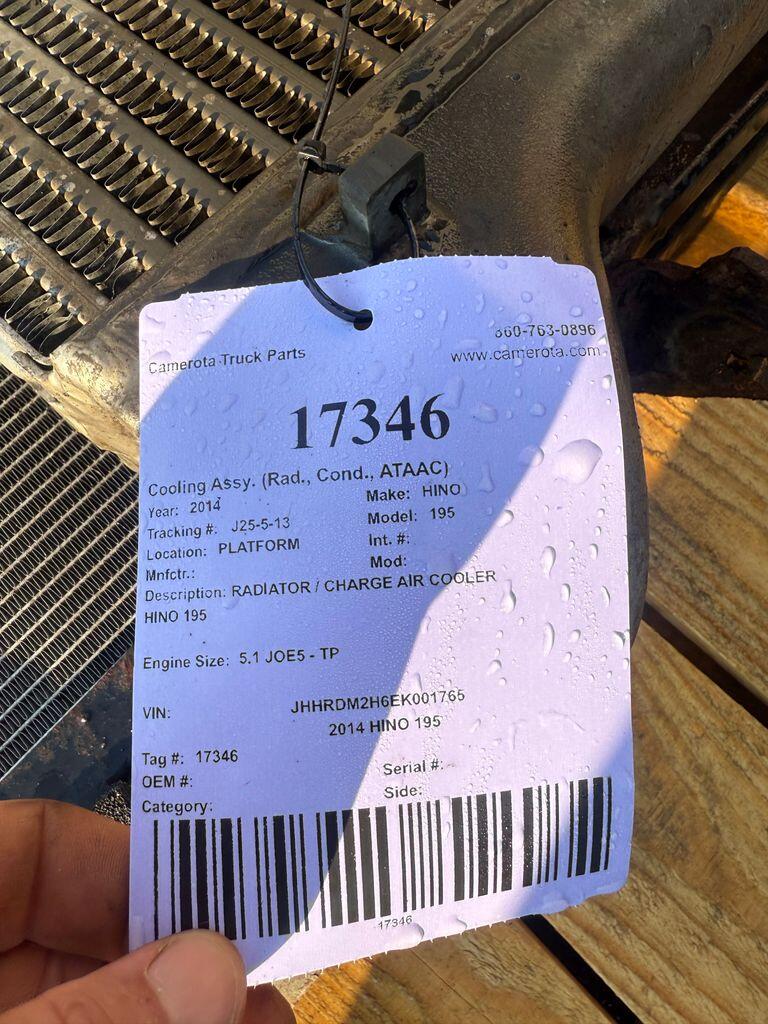 860-763-0896
Camerota Truck Parts
www.camerota.com
17346
Cooling Assy. (Rad., Cond., ATAAC)
Year: 2014 Make: HINO
Tracking #: J25-5-13 Model: 195
Location: PLATFORM Int. #:
Mnfctr.: Mod:
Description: RADIATOR / CHARGE AIR COOLER
HINO 195
Engine Size: 5.1 JOE5 - TP
VIN: JHHRDM2H6EK001765
2014 HINO 195
Tag #: 17346
OEM #: Serial #:
Category: Side:
17346